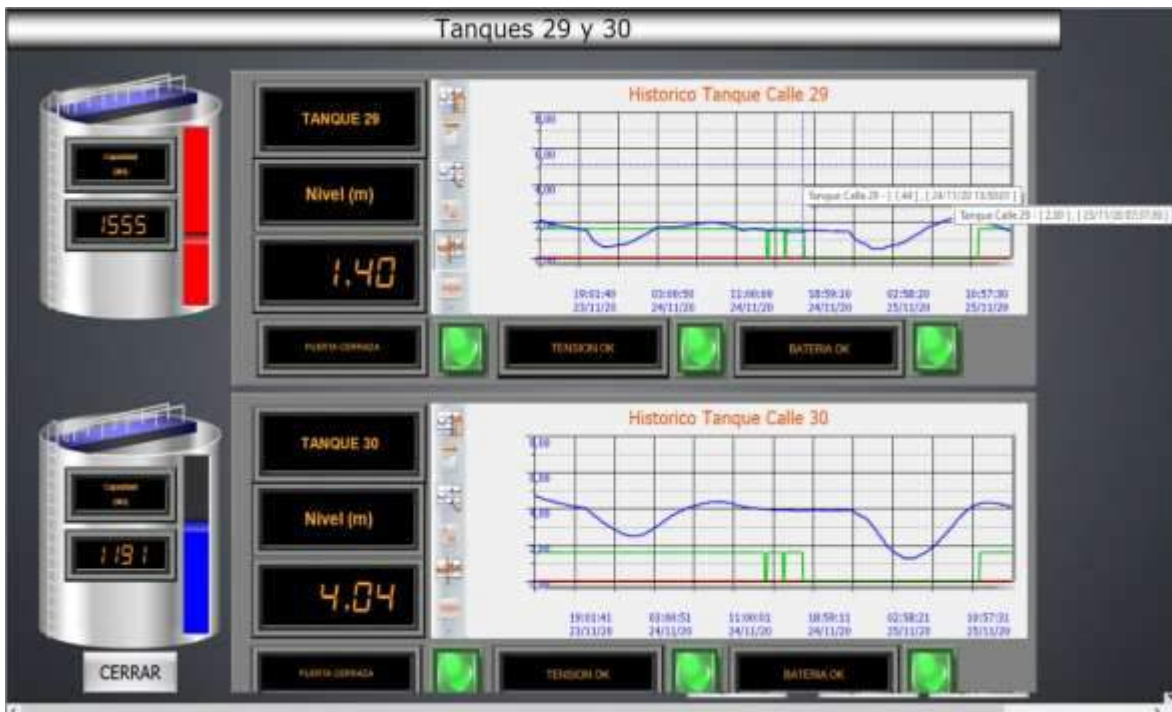 Tanques 29 y 30
TANQUE 29
Nivel (m)
1.40
1555
Historico Tanque Calle 29
19:01:40
23/11/20
03:00:50
24/11/20
11:00:00
24/11/20
18:59:10
24/11/20
02:58:20
25/11/20
10:57:30
25/11/20
PUERTA CERRADA
TENSION OK
BATERIA OK
TANQUE 30
Nivel (m)
4.04
1191
Historico Tanque Calle 30
19:01:41
23/11/20
03:00:51
24/11/20
11:00:01
24/11/20
18:59:11
24/11/20
02:58:21
25/11/20
10:57:31
25/11/20
TENSION OK
BATERIA OK
CERRAR